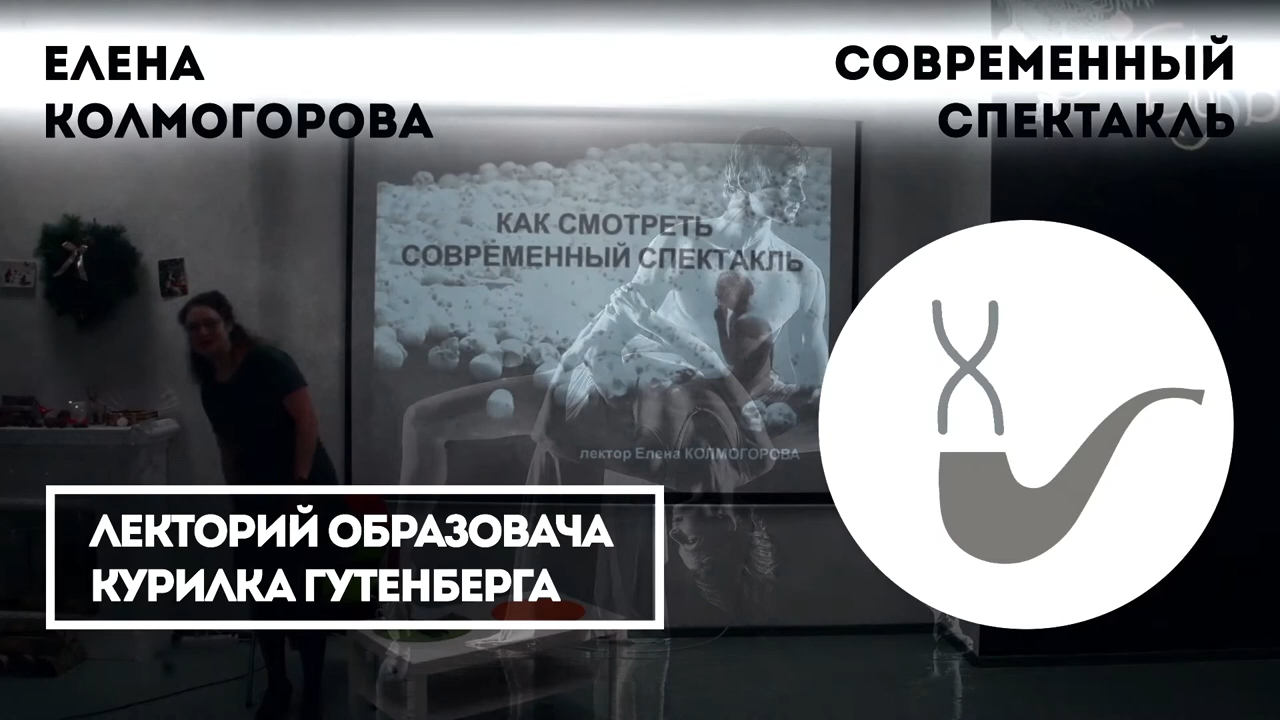 ЕЛЕНА
КОЛМОГОРОВА
СОВРЕМЕННЫЙ
СПЕКТАКЛЬ
КАК СМОТРЕТЬ
СОВРЕМЕННЫЙ СПЕКТАКЛЬ
лектор Елена КОЛМОГОРОВА
ЛЕКТОРИЙ ОБРАЗОВАЧА
КУРИЛКА ГУТЕНБЕРГА